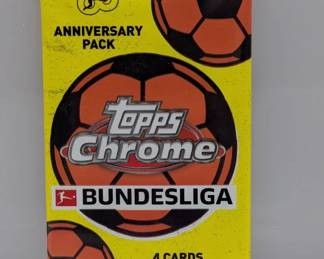 ANNIVERSARY
PACK
Topps
Chrome
BUNDESLIGA
4 CARDS